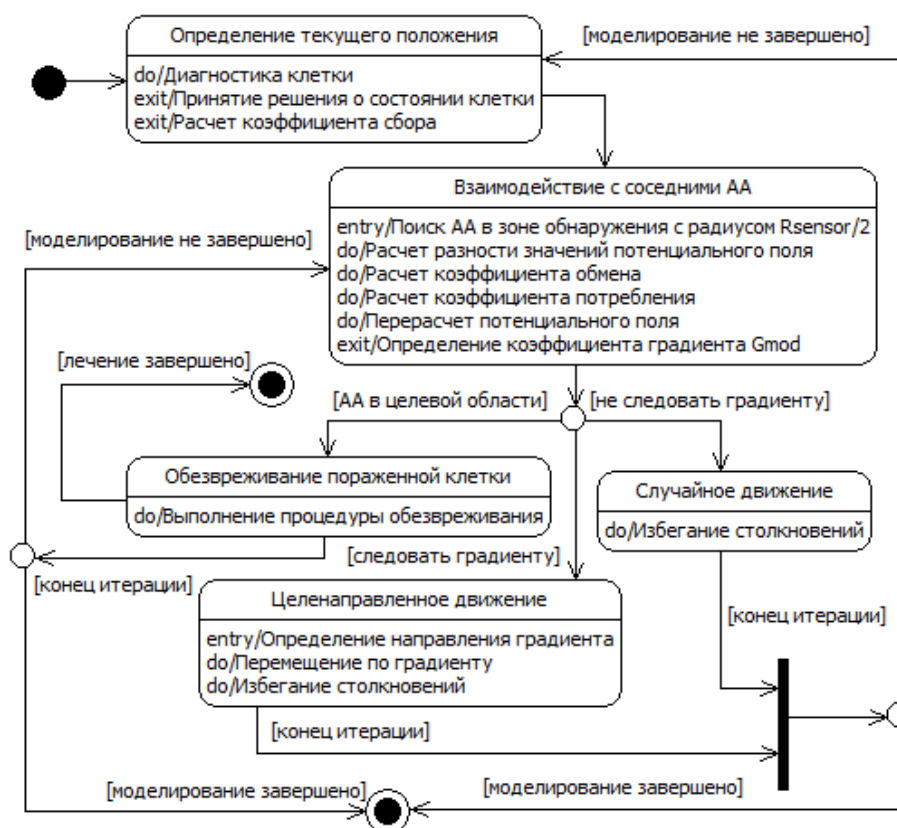 Определение текущего положения
[моделирование не завершено]
do/Диагностика клетки
exit/Принятие решения о состоянии клетки
exit/Расчет коэффициента сбора
Взаимодействие с соседними АА
entry/Поиск АА в зоне обнаружения с радиусом Rsensor/2
do/Расчет разности значений потенциального поля
do/Расчет коэффициента обмена
do/Расчет коэффициента потребления
do/Перерасчет потенциального поля
exit/Определение коэффициента градиента Gmod
[моделирование не завершено]
[лечение завершено]
[АА в целевой области]
[не следовать градиенту]
Обезвреживание пораженной клетки
do/Выполнение процедуры обезвреживания
Случайное движение
do/Избегание столкновений
[следовать градиенту]
[конец итерации]
Целенаправленное движение
entry/Определение направления градиента
do/Перемещение по градиенту
do/Избегание столкновений
[конец итерации]
[конец итерации]
[моделирование завершено]
[моделирование завершено]